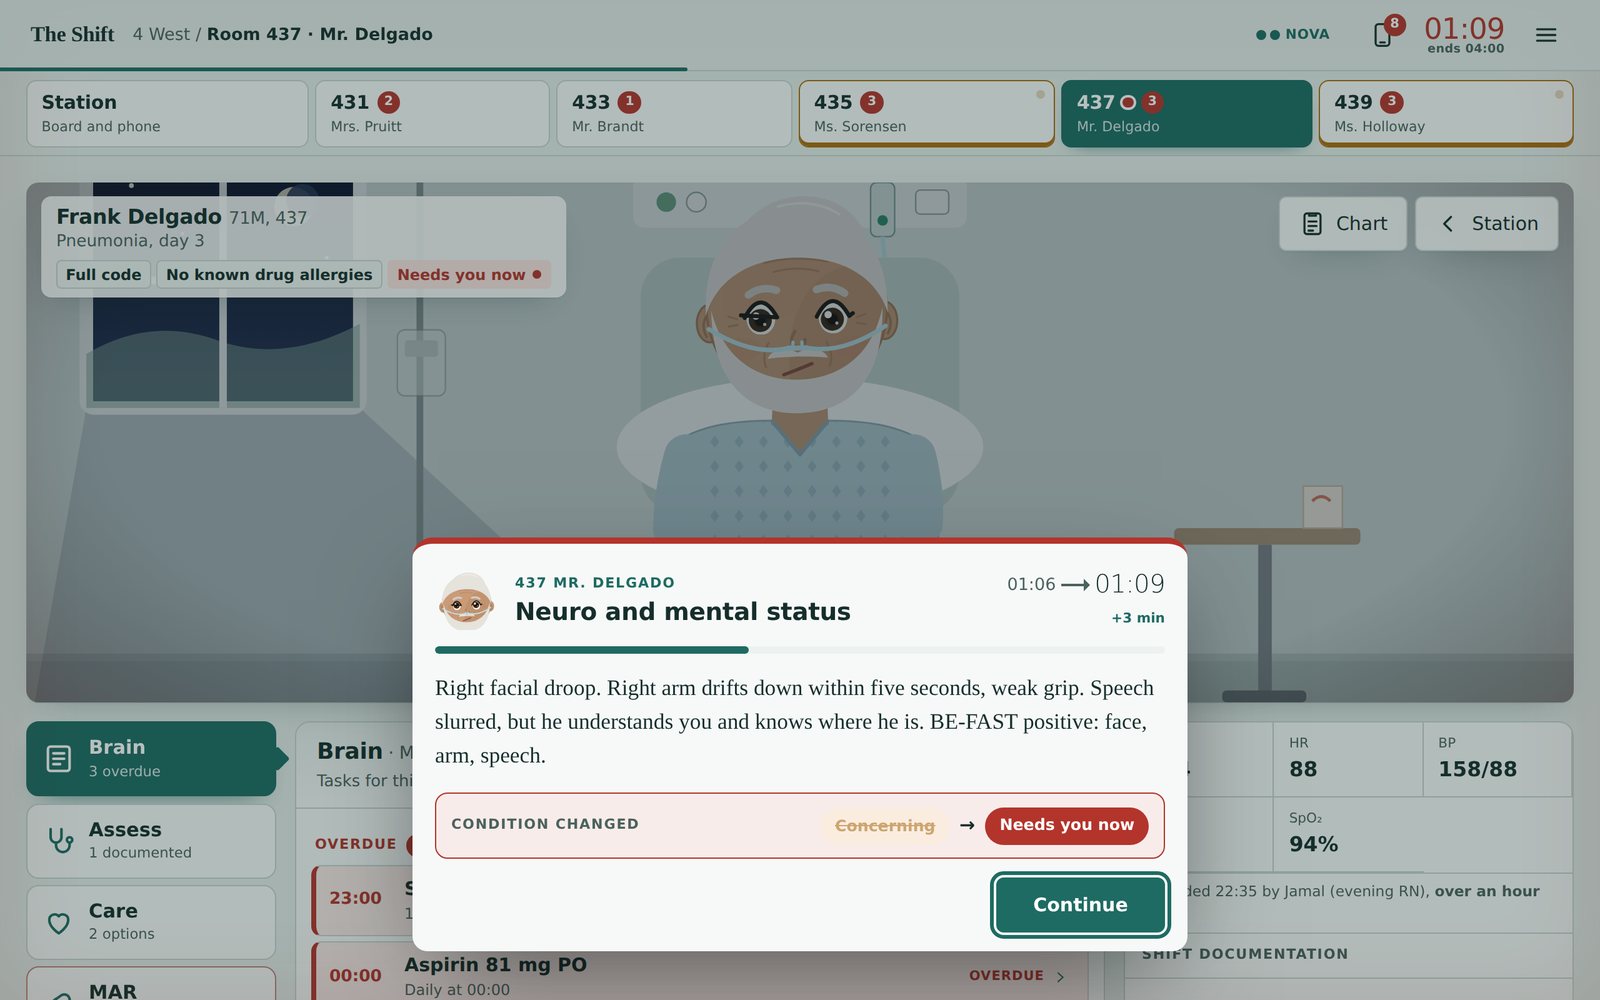 The Shift 4 West / Room 437 · Mr. Delgado NOVA 8 01:09
ends 04:00
Station
Board and phone
431 2
Mrs. Pruitt
433 1
Mr. Brandt
435 3
Ms. Sorensen
437 3
Mr. Delgado
439 3
Ms. Holloway
Frank Delgado 71M, 437
Pneumonia, day 3
Full code No known drug allergies Needs you now
Chart Station
437 MR. DELGADO
Neuro and mental status
01:06 → 01:09
+3 min
Right facial droop. Right arm drifts down within five seconds, weak grip. Speech
slurred, but he understands you and knows where he is. BE-FAST positive: face,
arm, speech.
CONDITION CHANGED Concerning → Needs you now
Continue
Brain
3 overdue
Assess
1 documented
Care
2 options
MAR
Brain ·
Tasks for
OVERDUE
23:00
00:00 Aspirin 81 mg PO
Daily at 00:00
OVERDUE
HR
88
BP
158/88
SpO₂
94%
22:35 by Jamal (evening RN), over an hour
SHIFT DOCUMENTATION